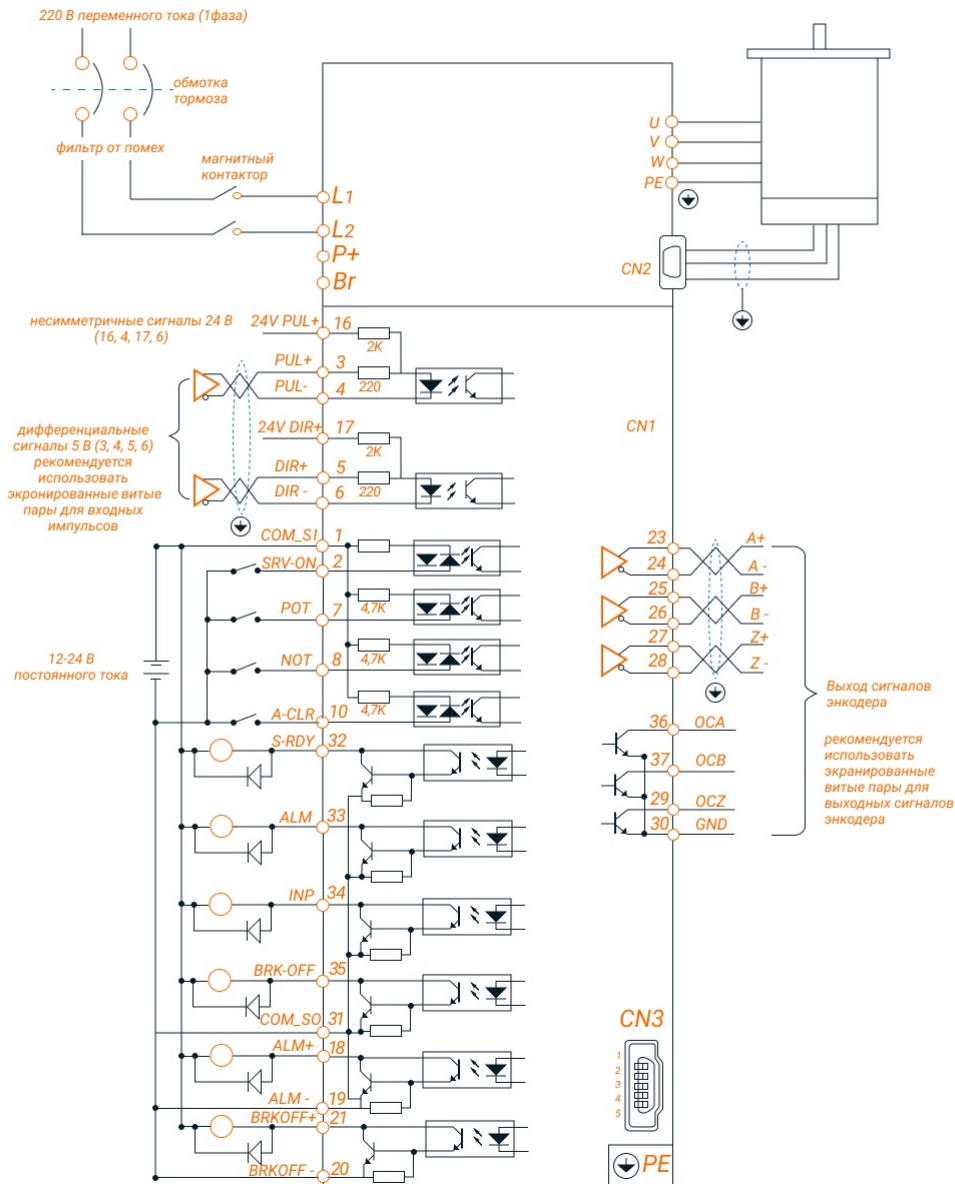 220 В переменного тока (1фаза)
обмотка
тормоза
фильтр от помех
магнитный
контактор
L1
L2
P+
Br
U
V
W
PE
CN2
несимметричные сигналы 24 В
(16, 4, 17, 6)
24V PUL+
16
2K
PUL+
3
220
PUL-
4
24V DIR+
17
2K
DIR+
5
220
DIR -
6
дифференциальные
сигналы 5 В (3, 4, 5, 6)
рекомендуется
использовать
экронированные витые
пары для входных
импульсов
CN1
COM_SI
1
SRV-ON
2
POT
7
4,7K
NOT
8
4,7K
A-CLR
10
4,7K
12-24 В
постоянного тока
S-RDY
32
ALM
33
INP
34
BRK-OFF
35
COM_SO
31
ALM+
18
ALM -
19
BRKOFF+
21
BRKOFF -
20
23
A+
24
A -
25
B+
26
B -
27
Z+
28
Z -
36
OCA
37
OCB
29
OCZ
30
GND
Выход сигналов
энкодера
рекомендуется
использовать
экранированные
витые пары для
выходных сигналов
энкодера
CN3
1
2
3
4
5
PE